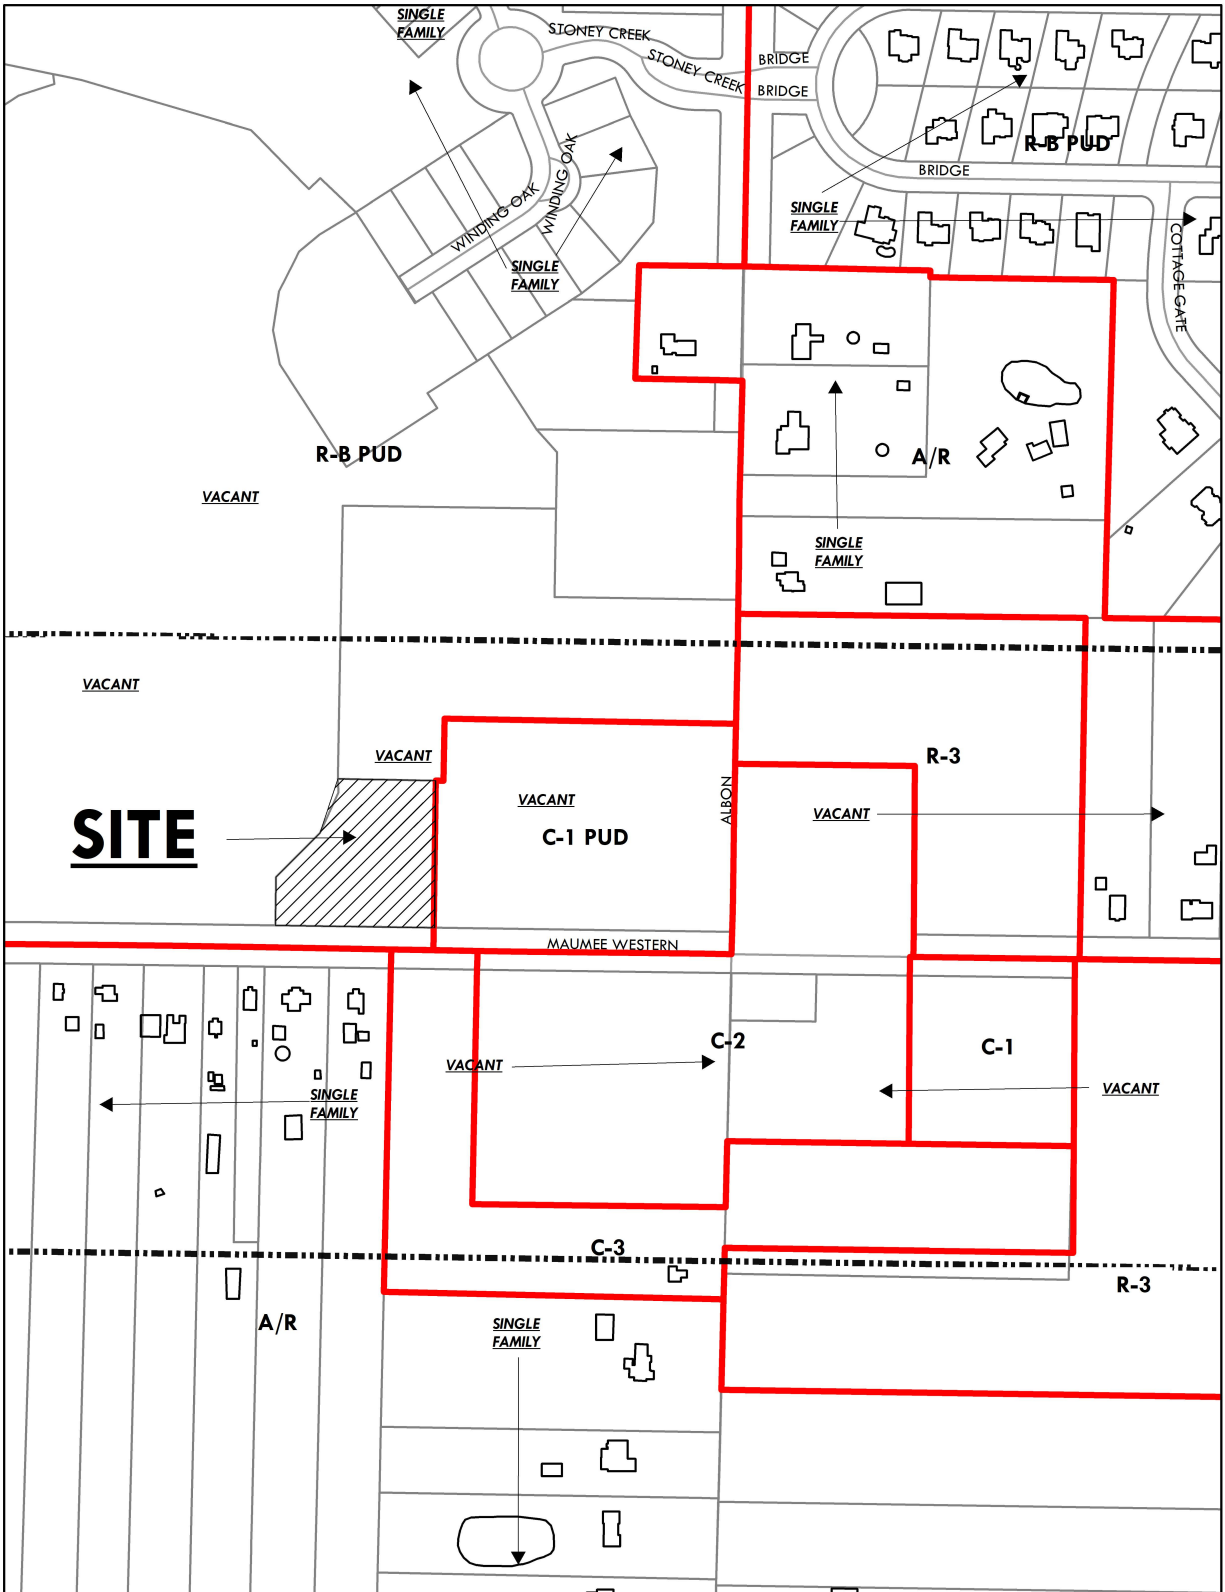 SINGLE
FAMILY
STONEY CREEK
STONEY CREEK
BRIDGE
BRIDGE
R-B PUD
WINDING OAK
WINDING OAK
BRIDGE
SINGLE
FAMILY
COTTAGE GATE
SINGLE
FAMILY
R-B PUD
A/R
VACANT
SINGLE
FAMILY
VACANT
VACANT
R-3
VACANT
ALBON
VACANT
SITE
C-1 PUD
MAUMEE WESTERN
C-2
C-1
VACANT
VACANT
SINGLE
FAMILY
C-3
R-3
A/R
SINGLE
FAMILY